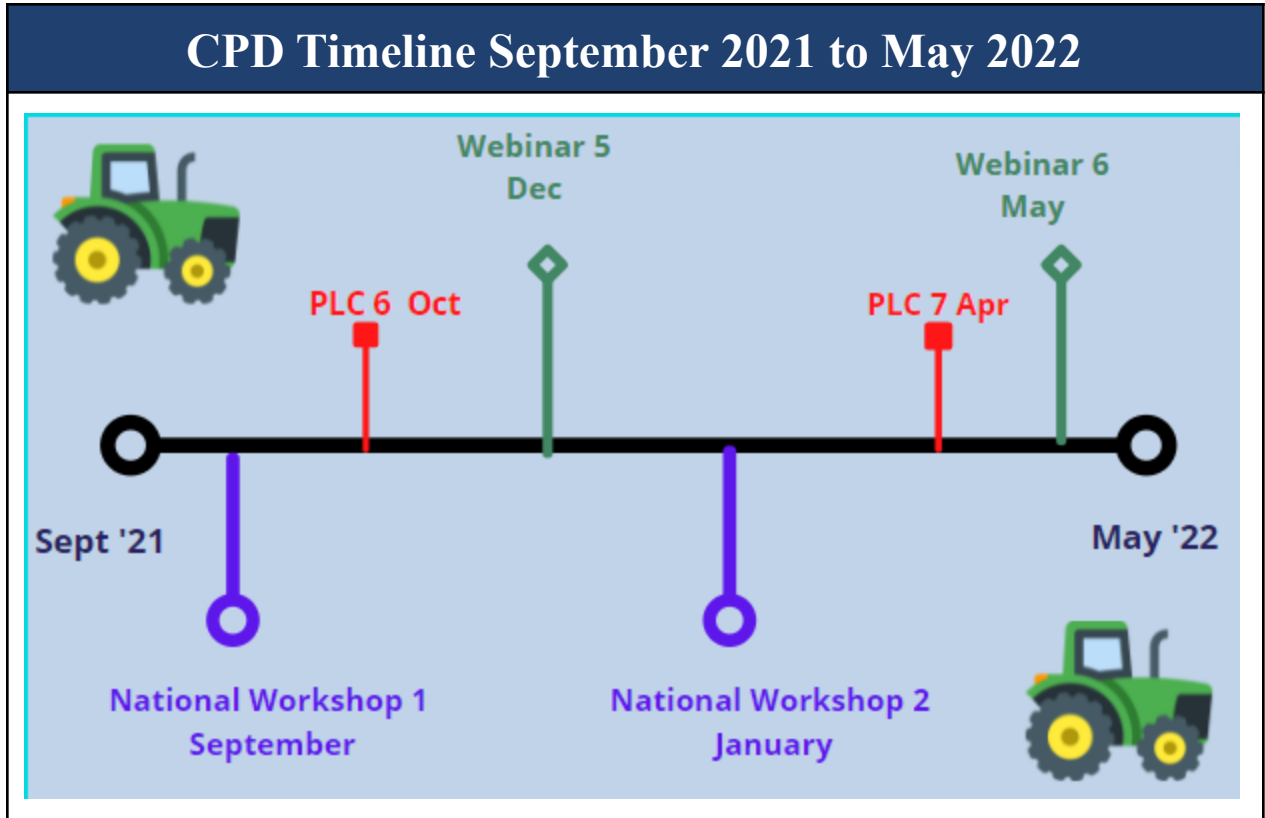 CPD Timeline September 2021 to May 2022
Webinar 5
Dec
Webinar 6
May
PLC 6  Oct
PLC 7 Apr
Sept '21
May '22
National Workshop 1
September
National Workshop 2
January